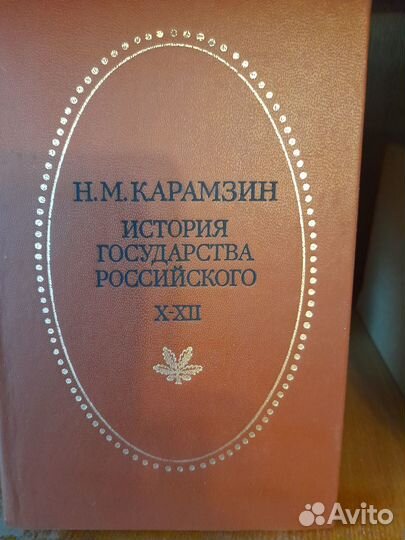 Н.М.КАРАМЗИН
ИСТОРИЯ
ГОСУДАРСТВА
РОССИЙСКОГО
X-XII
Avito